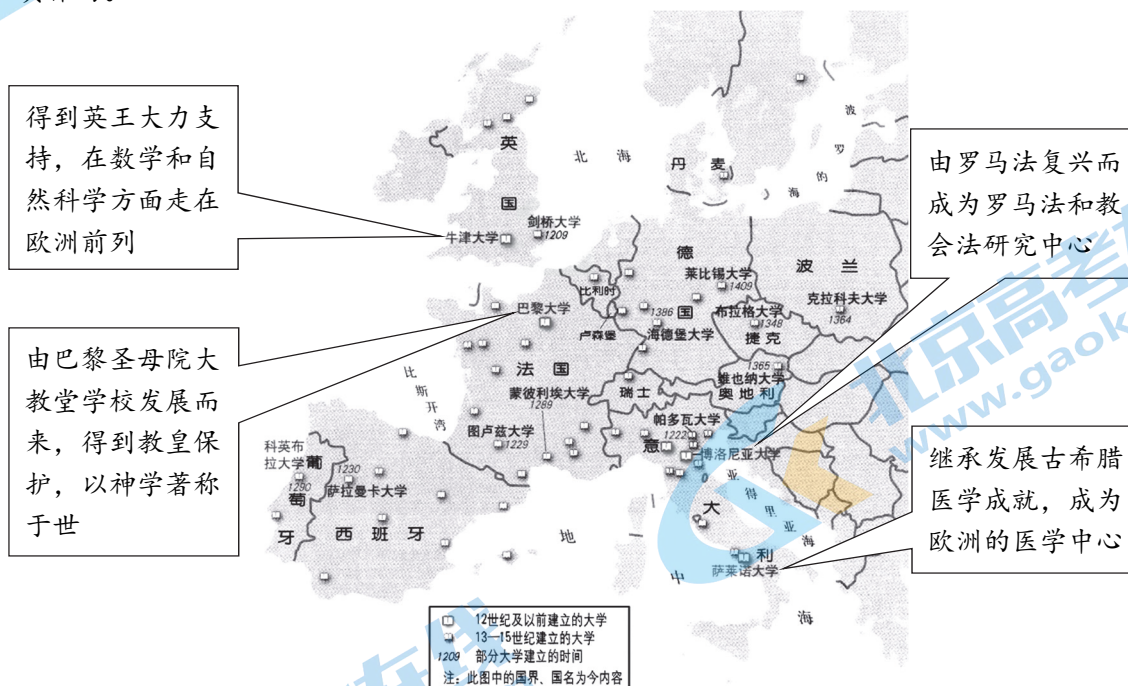 得到英王大力支
持，在数学和自
然科学方面走在
欧洲前列
由巴黎圣母院大
教堂学校发展而
来，得到教皇保
护，以神学著称
于世
由罗马法复兴而
成为罗马法和教
会法研究中心
继承发展古希腊
医学成就，成为
欧洲的医学中心
英国
北海
丹麦
波罗的海
剑桥大学
1209
牛津大学
德国
莱比锡大学
1409
波兰
克拉科夫大学
1364
比利时
巴黎大学
卢森堡
1386
海德堡大学
布拉格大学
1348
捷克
法国
1365
维也纳大学
奥地利
瑞士
比斯开湾
蒙彼利埃大学
1289
帕多瓦大学
1222
图卢兹大学
1229
意大利
博洛尼亚大学
0
亚得里亚海
科英布
拉大学
1290
葡萄牙
1230
萨拉曼卡大学
西班牙
地中海
萨莱诺大学
12世纪及以前建立的大学
13—15世纪建立的大学
1209 部分大学建立的时间
注：此图中的国界、国名为今内容
北京高考
www.gaok
在线